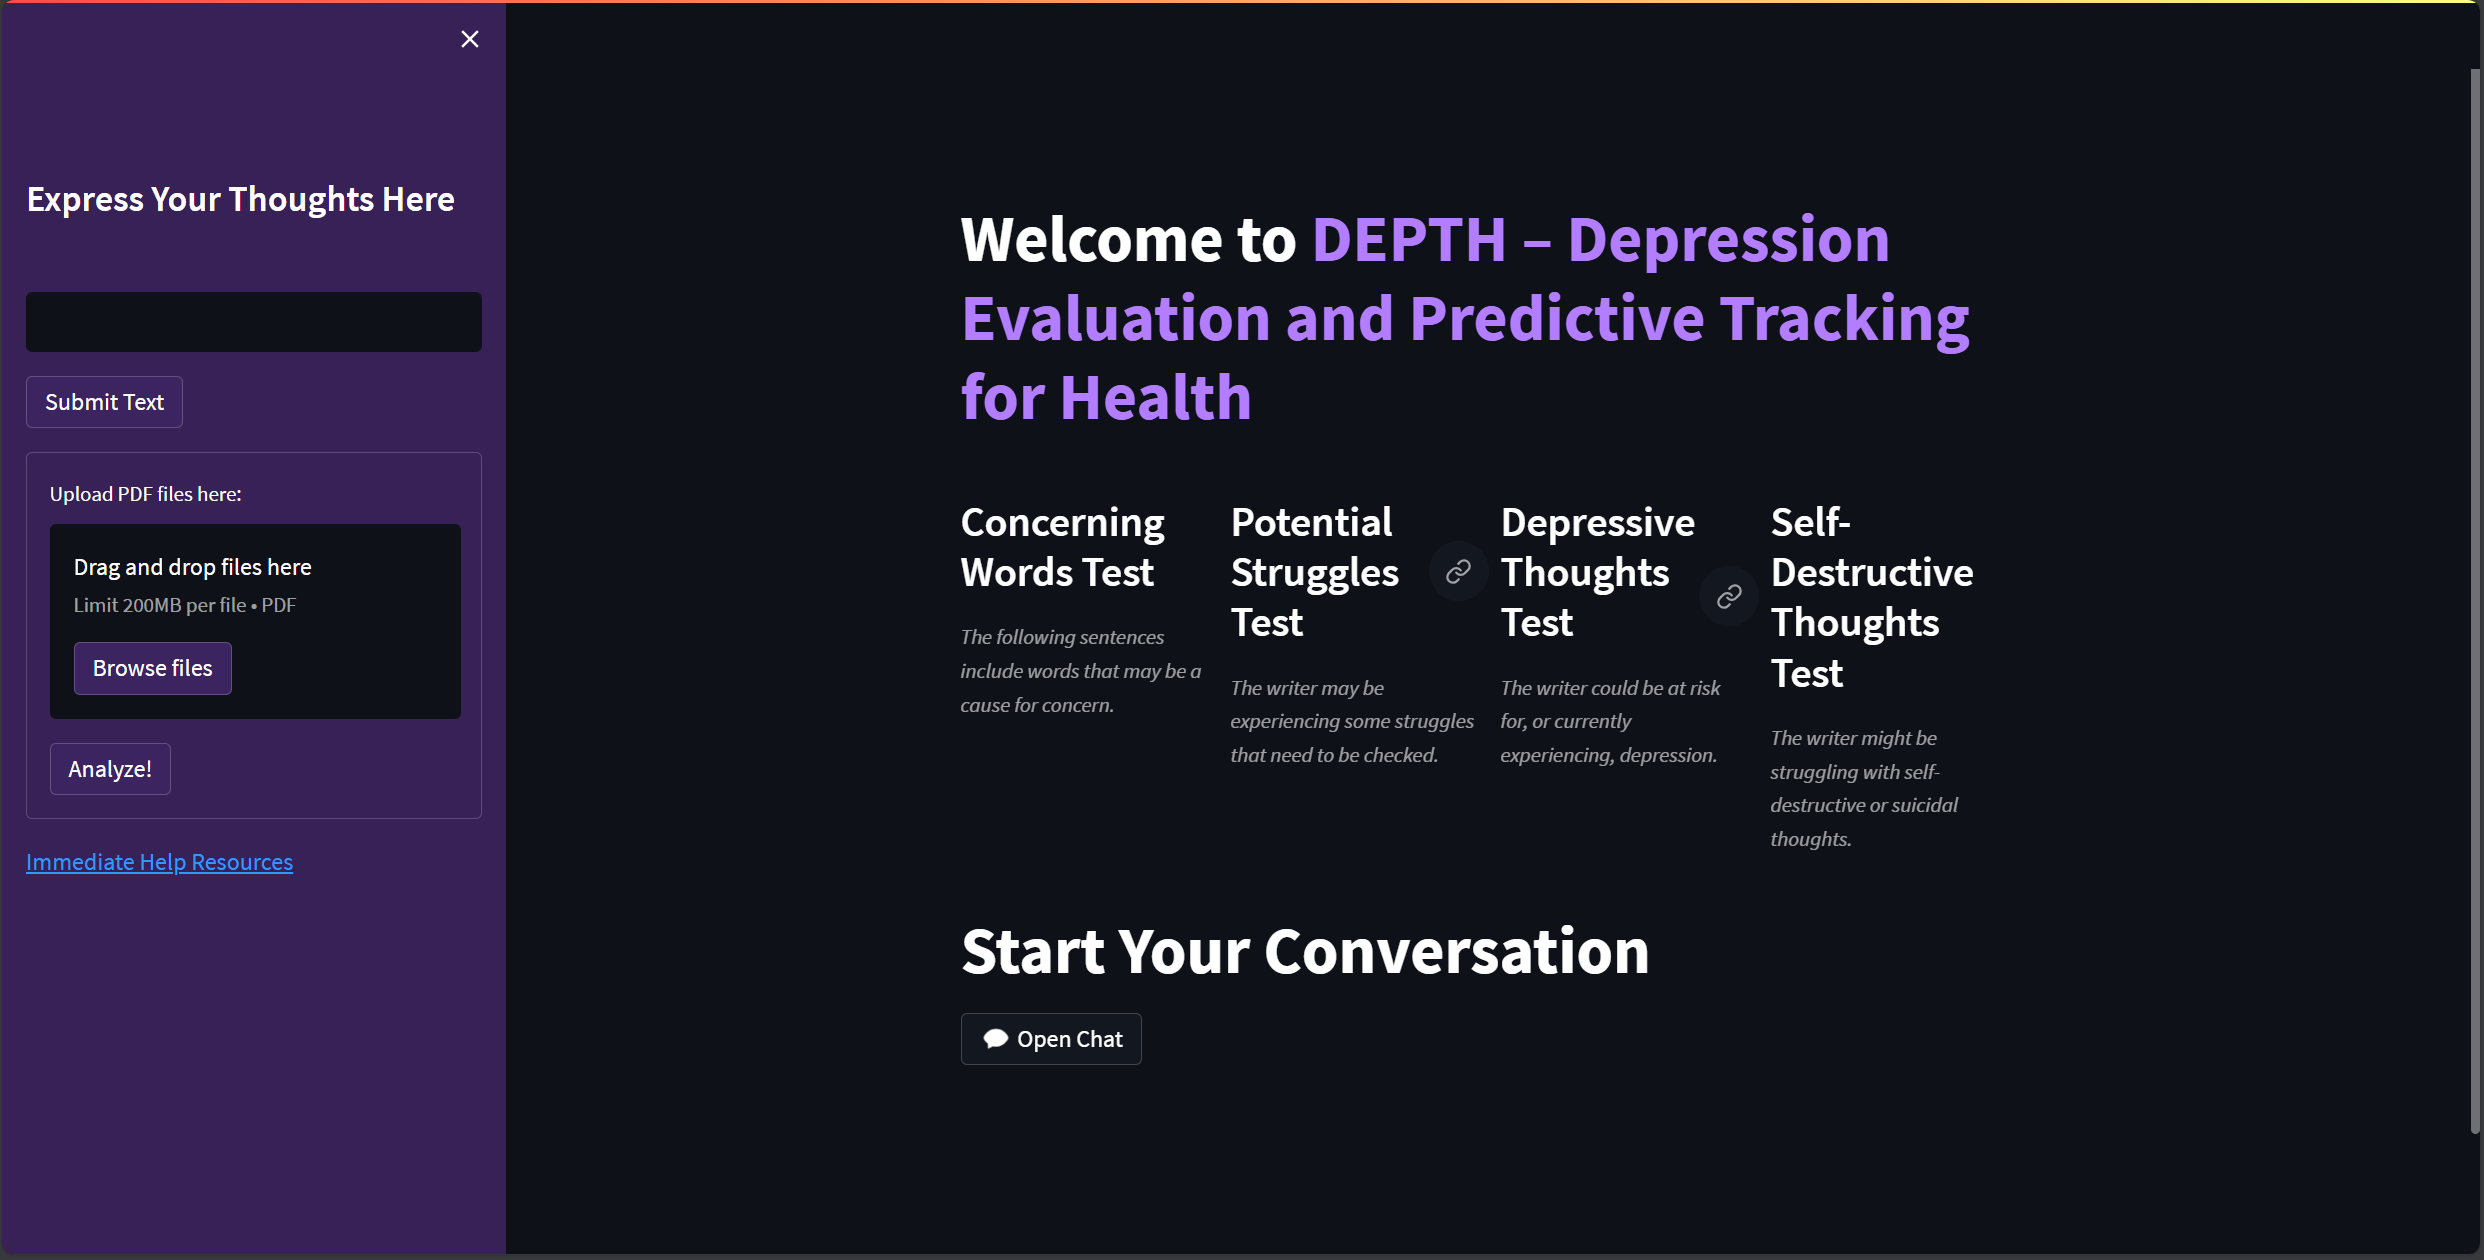 Express Your Thoughts Here
Submit Text
Upload PDF files here:
Drag and drop files here
Limit 200MB per file • PDF
Browse files
Analyze!
Immediate Help Resources
Welcome to DEPTH – Depression
Evaluation and Predictive Tracking
for Health
Concerning
Words Test
The following sentences
include words that may be a
cause for concern.
Potential
Struggles
Test
The writer may be
experiencing some struggles
that need to be checked.
Depressive
Thoughts
Test
The writer could be at risk
for, or currently
experiencing, depression.
Self-
Destructive
Thoughts
Test
The writer might be
struggling with self-
destructive or suicidal
thoughts.
Start Your Conversation
Open Chat